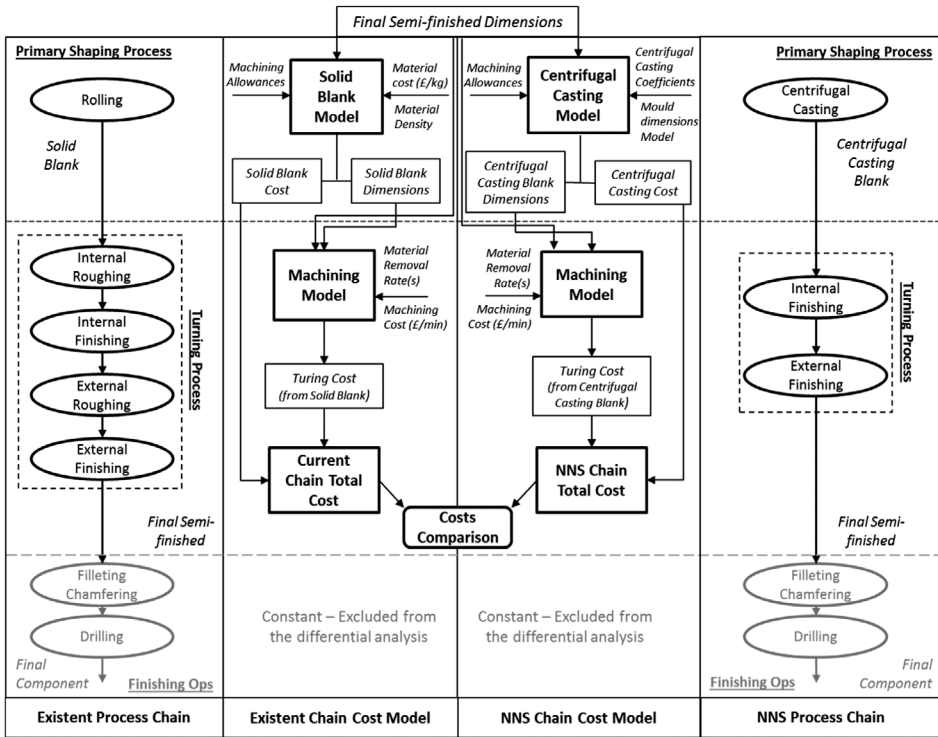 Final Semi-finished Dimensions
Primary Shaping Process
Rolling
Solid
Blank
Internal
Roughing
Internal
Finishing
External
Roughing
External
Finishing
Turning Process
Final Semi-
finished
Filleting
Chamfering
Drilling
Final
Component
Finishing Ops
Existent Process Chain
Machining
Allowances
Solid
Blank
Model
Material
cost (£/kg)
Material
Density
Solid Blank
Cost
Solid Blank
Dimensions
Machining
Model
Material
Removal
Rate(s)
Machining
Cost (£/min)
Turing Cost
(from Solid Blank)
Current
Chain Total
Cost
Costs
Comparison
Constant – Excluded from
the differential analysis
Existent Chain Cost Model
Machining
Allowances
Centrifugal
Casting
Model
Centrifugal
Casting
Coefficients
Mould
dimensions
Model
Centrifugal
Casting Blank
Dimensions
Centrifugal
Casting Cost
Material
Removal
Rate(s)
Machining
Cost (£/min)
Machining
Model
Turing Cost
(from Centrifugal
Casting Blank)
NNS Chain
Total Cost
Constant – Excluded from
the differential analysis
NNS Chain Cost Model
Primary Shaping Process
Centrifugal
Casting
Centrifugal
Casting
Blank
Internal
Finishing
External
Finishing
Turning Process
Final Semi-
finished
Filleting
Chamfering
Drilling
Final
Component
Finishing Ops
NNS Process Chain